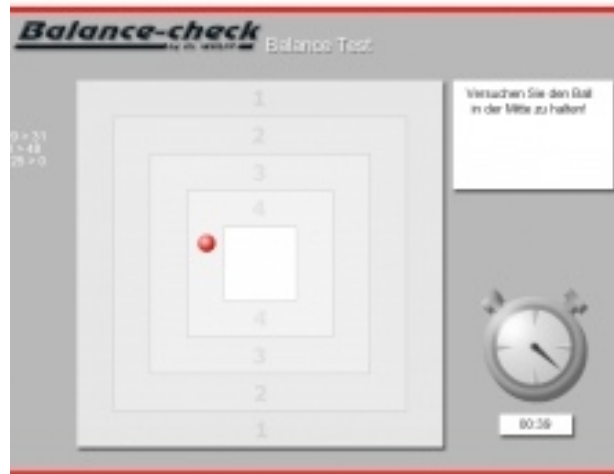 Balance-check
Balance Test
Versuchen Sie den Ball
in der Mitte zu halten!
1
2
3
4
4
3
2
1
00:39